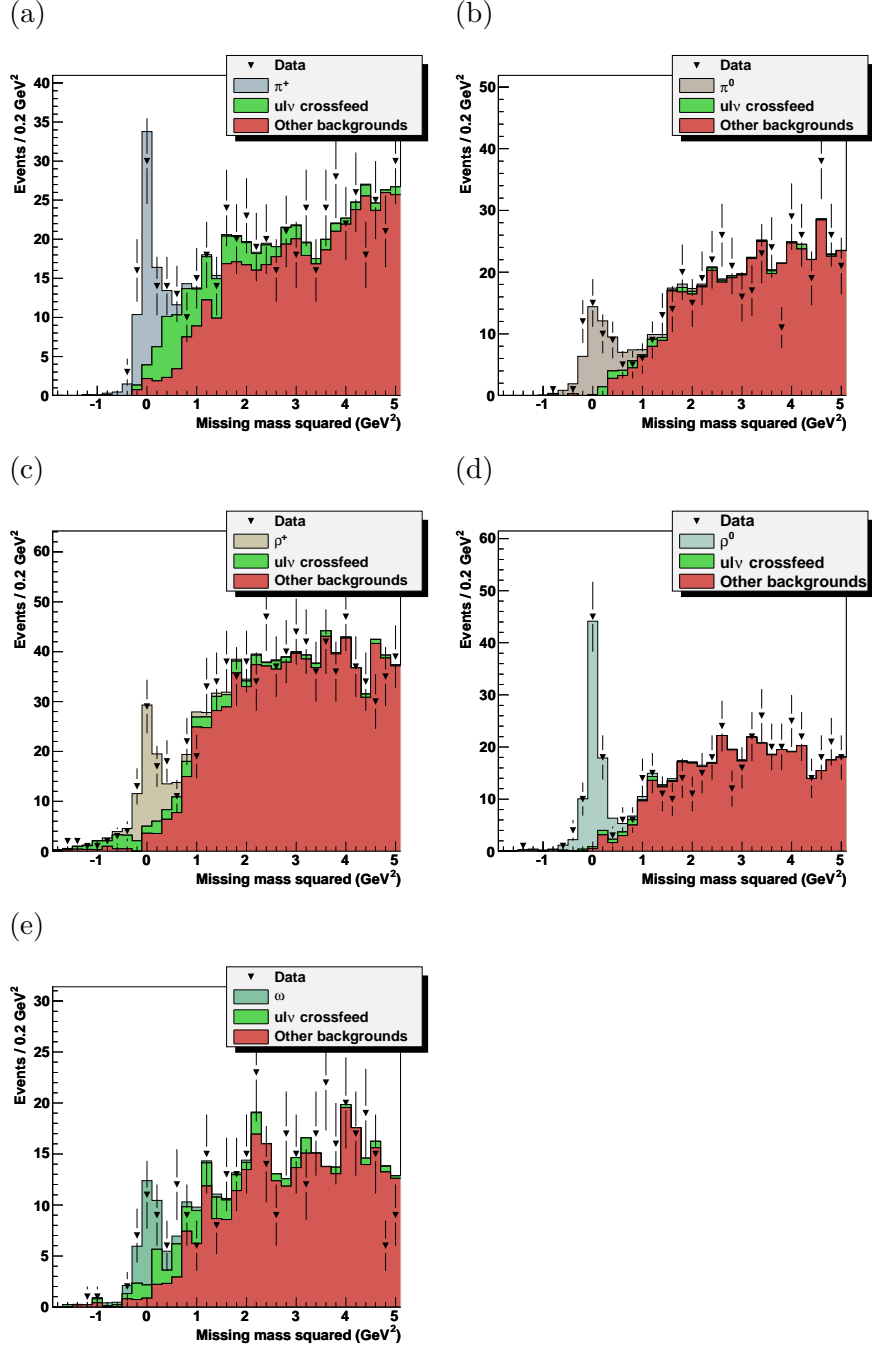 (a)
Data
π+
ulν crossfeed
Other backgrounds
Events / 0.2 GeV2
40
35
30
25
20
15
10
5
0
-1 0 1 2 3 4 5
Missing mass squared (GeV2)
(b)
Data
π0
ulν crossfeed
Other backgrounds
Events / 0.2 GeV2
50
40
30
20
10
0
-1 0 1 2 3 4 5
Missing mass squared (GeV2)
(c)
Data
ρ+
ulν crossfeed
Other backgrounds
Events / 0.2 GeV2
60
50
40
30
20
10
0
-1 0 1 2 3 4 5
Missing mass squared (GeV2)
(d)
Data
ρ0
ulν crossfeed
Other backgrounds
Events / 0.2 GeV2
60
50
40
30
20
10
0
-1 0 1 2 3 4 5
Missing mass squared (GeV2)
(e)
Data
ω
ulν crossfeed
Other backgrounds
Events / 0.2 GeV2
30
25
20
15
10
5
0
-1 0 1 2 3 4 5
Missing mass squared (GeV2)